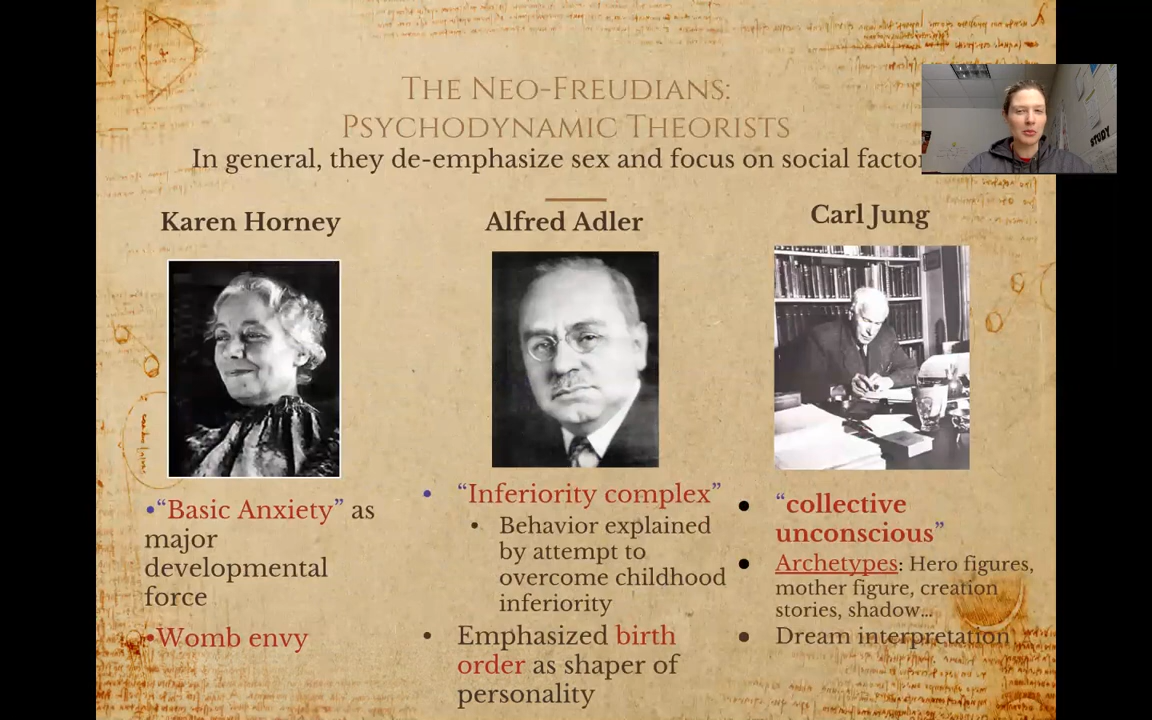 The Neo-Freudians:
Psychodynamic Theorists
In general, they de-emphasize sex and focus on social
Karen Horney
•“Basic Anxiety” as
major
developmental
force
•Womb envy
Alfred Adler
• “Inferiority complex”
• Behavior explained
by attempt to
overcome childhood
inferiority
• Emphasized birth
order as shaper of
personality
Carl Jung
● “collective
unconscious”
● Archetypes: Hero figures,
mother figure, creation
stories, shadow...
● Dream interpretation
STUDY